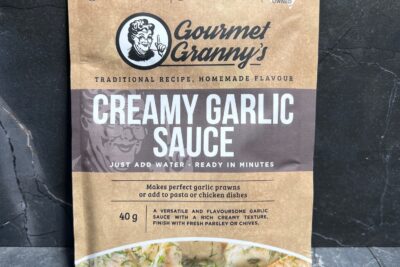 OWNED
Gourmet
Granny's
TRADITIONAL RECIPE, HOMEMADE FLAVOUR
CREAMY GARLIC
SAUCE
JUST ADD WATER • READY IN MINUTES
Makes perfect garlic prawns
or add to pasta or chicken dishes
40 g
A VERSATILE AND FLAVOURSOME GARLIC
SAUCE WITH A RICH CREAMY TEXTURE.
FINISH WITH FRESH PARSLEY OR CHIVES.